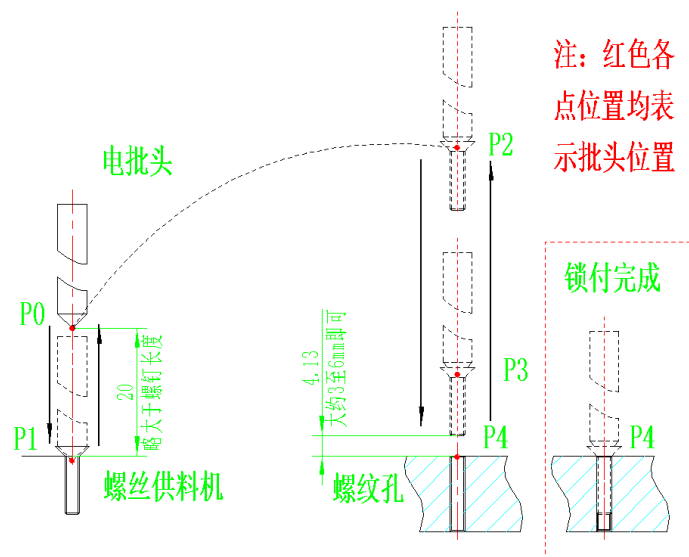 注：红色各
点位置均表
示批头位置
电批头
P2
P0
锁付完成
20
略大于螺钉长度
4.13
大约3至6mm即可
P3
P1
P4
P4
螺丝供料机
螺纹孔